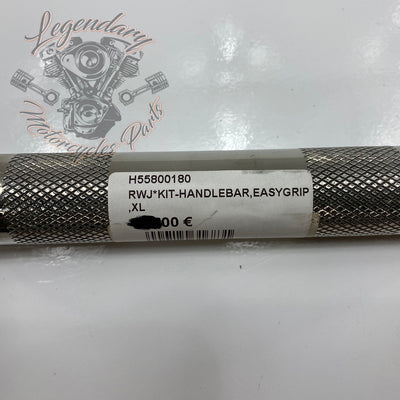 Legendary
Motorcycles Parts
H55800180
RWJ*KIT-HANDLEBAR,EASYGRIP
,XL
00 €